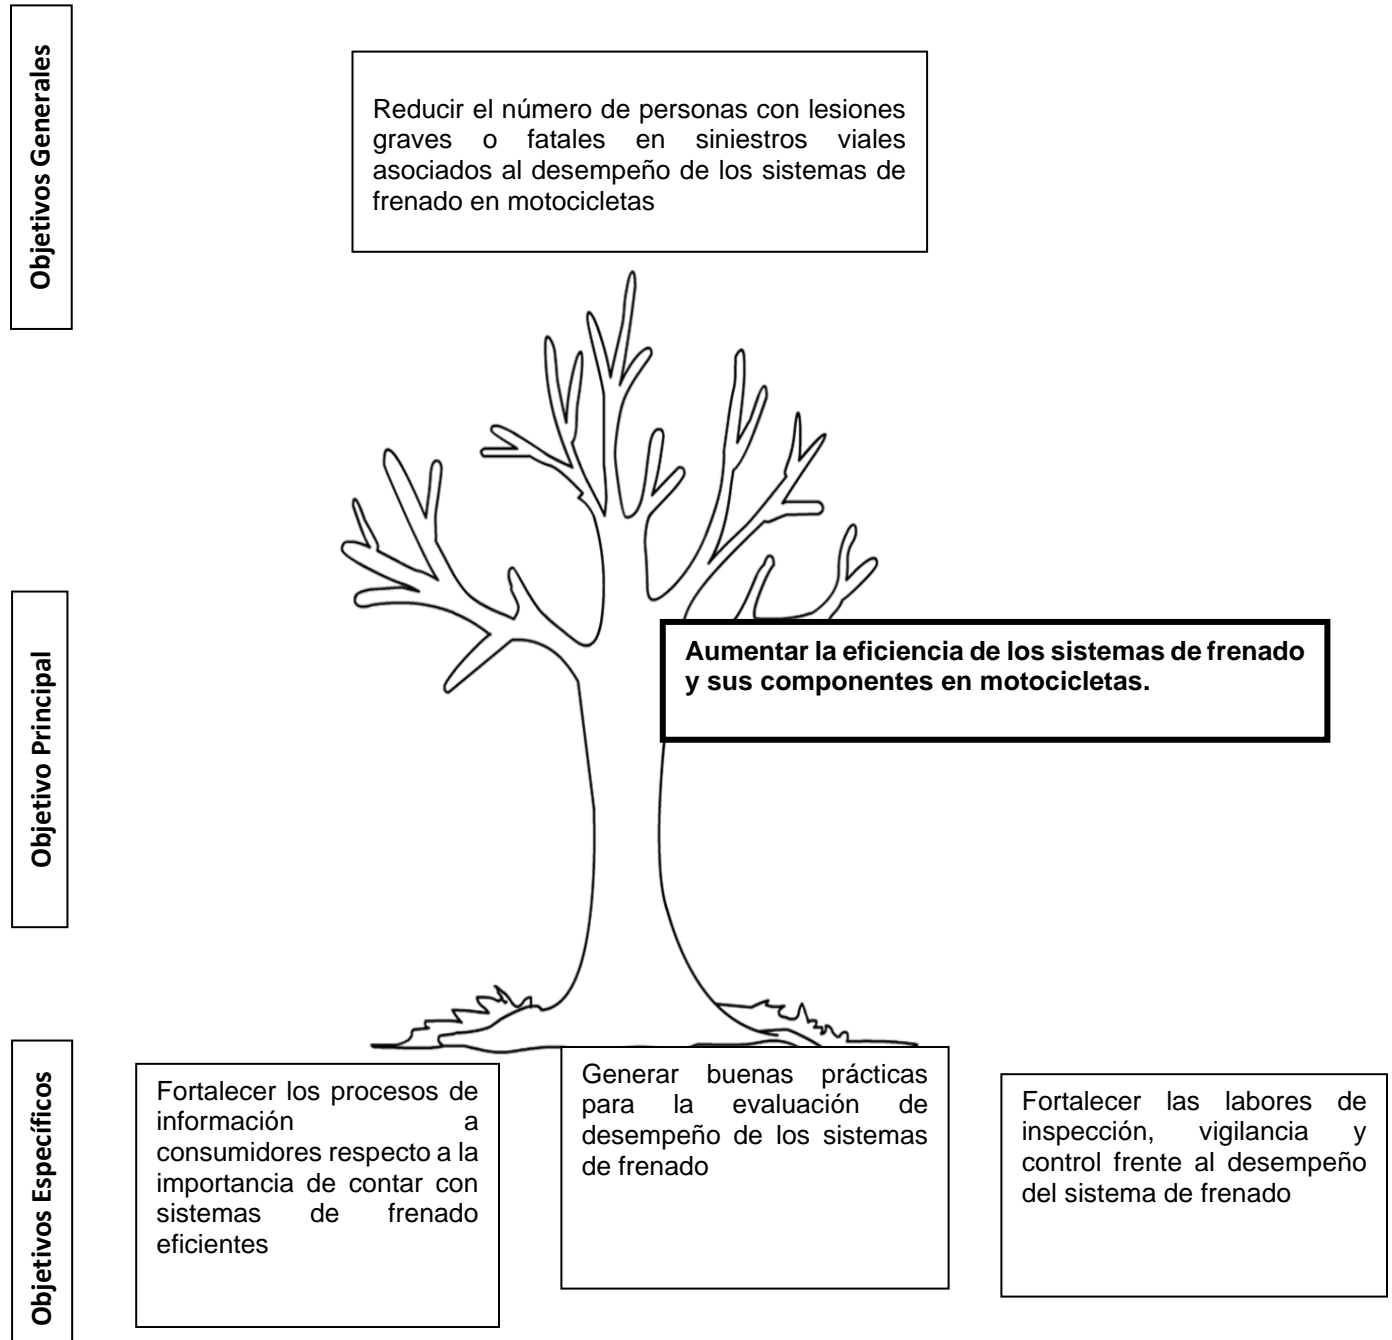 Objetivos Generales
Reducir el número de personas con lesiones
graves o fatales en siniestros viales
asociados al desempeño de los sistemas de
frenado en motocicletas
Objetivo Principal
Aumentar la eficiencia de los sistemas de frenado
y sus componentes en motocicletas.
Objetivos Específicos
Fortalecer los procesos de
información a
consumidores respecto a la
importancia de contar con
sistemas de frenado
eficientes
Generar buenas prácticas
para la evaluación de
desempeño de los sistemas
de frenado
Fortalecer las labores de
inspección, vigilancia y
control frente al desempeño
del sistema de frenado